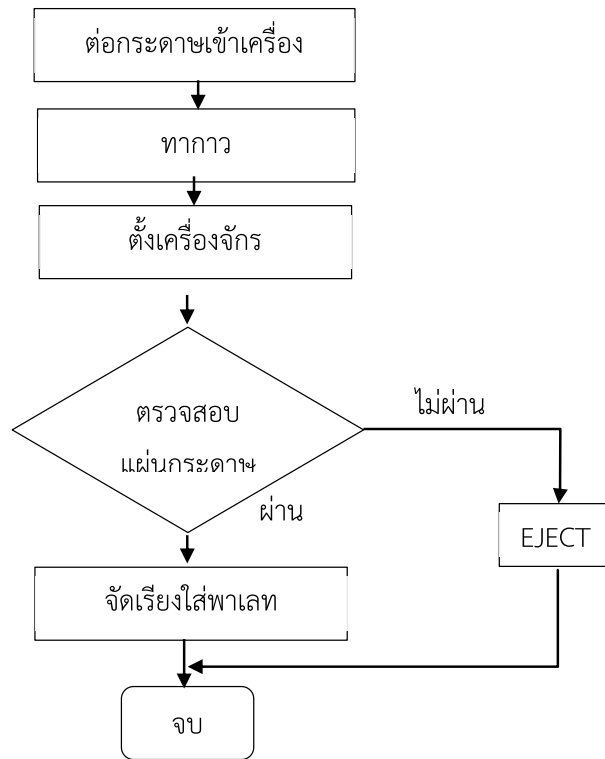 ต่อกระดาษเข้าเครื่อง
ทากาว
ตั้งเครื่องจักร
ตรวจสอบ
แผ่นกระดาษ
ไม่ผ่าน
ผ่าน
EJECT
จัดเรียงใส่พาเลท
จบ